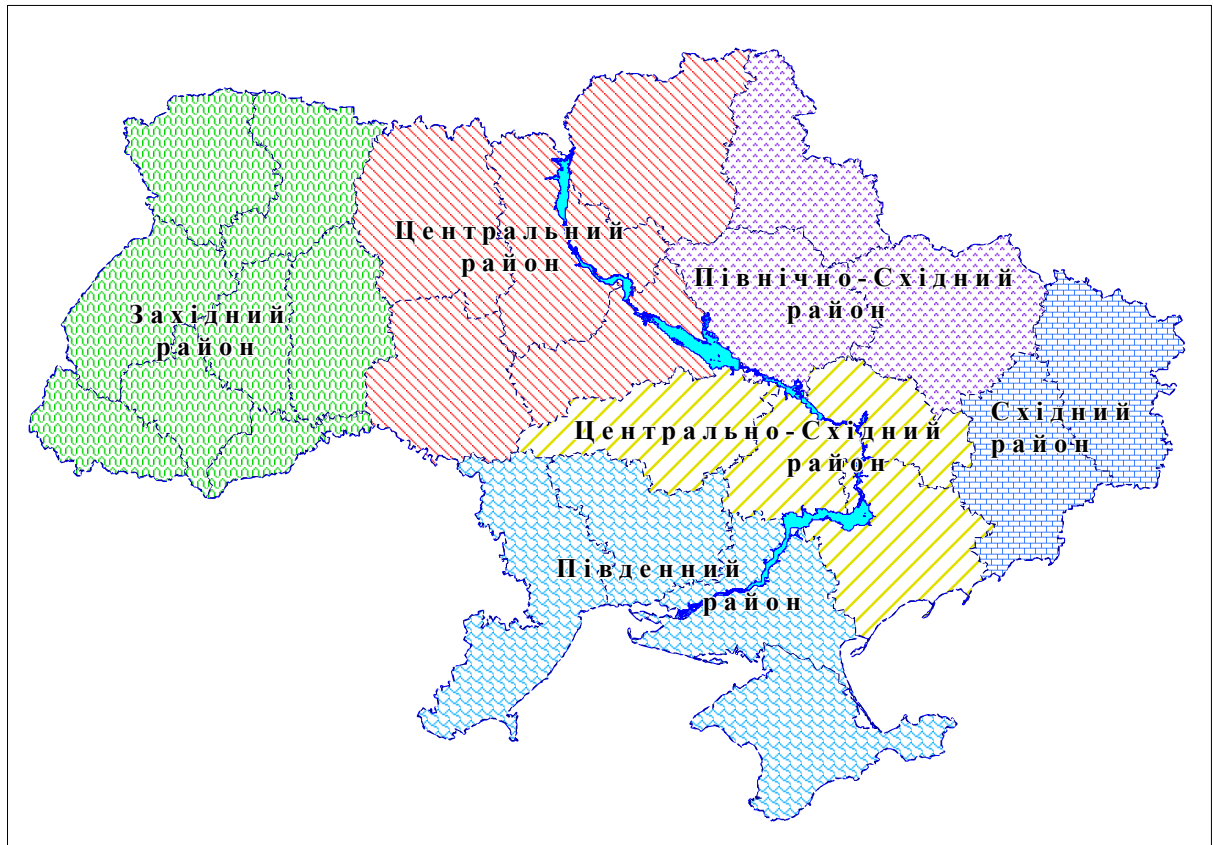 Центральний
район
Північно-Східний
район
Західний
район
Східний
район
Центрально-Східний
район
Південний
район